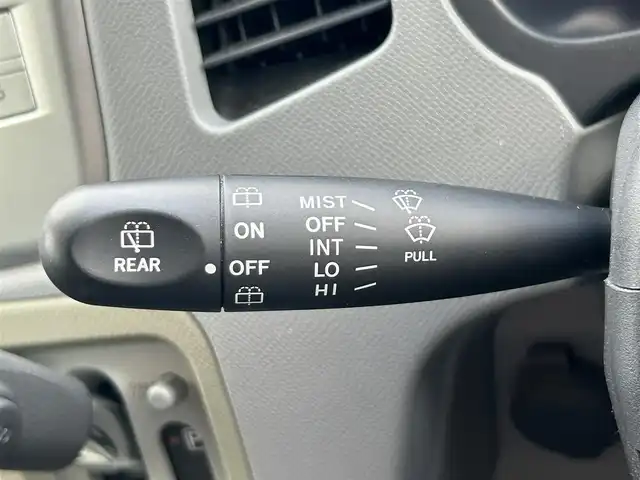 REAR
ON
OFF
MIST
OFF
INT
LO
HI
PULL